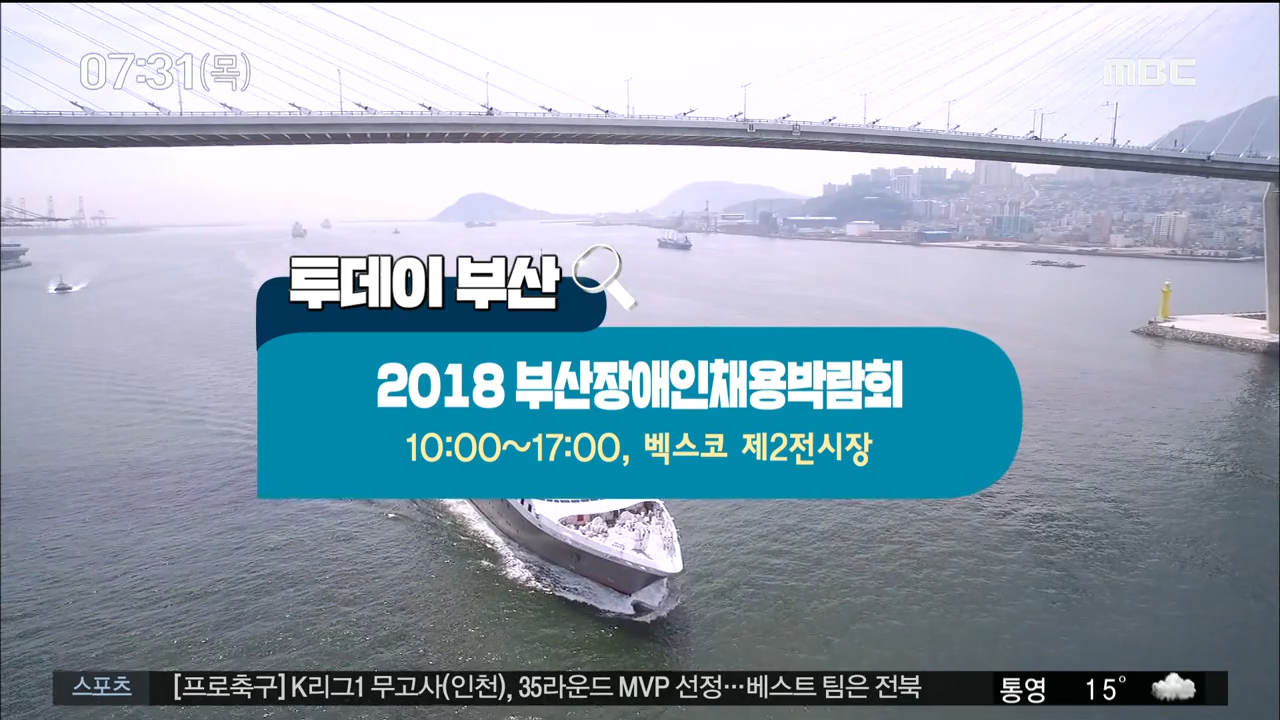 07:31(목)
MBC
투데이 부산
2018 부산장애인채용박람회
10:00~17:00, 벡스코 제2전시장
스포츠 [프로축구] K리그1 무고사(인천), 35라운드 MVP 선정…베스트 팀은 전북 통영 15°